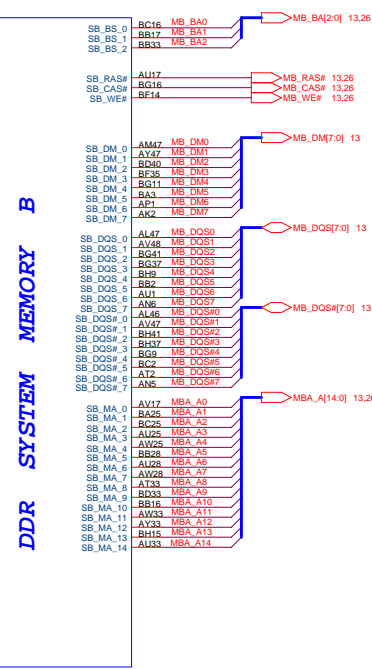 DDR SYSTEM MEMORY B
SB_BS_0 BC16 MB_BA0 MB_BA[2:0] 13,26
SB_BS_1 BB17 MB_BA1
SB_BS_2 BB33 MB_BA2
SB_RAS# AU17 MB_RAS# 13,26
SB_CAS# BG16 MB_CAS# 13,26
SB_WE# BF14 MB_WE# 13,26
SB_DM_0 AM47 MB_DM0 MB_DM[7:0] 13
SB_DM_1 AY47 MB_DM1
SB_DM_2 BD40 MB_DM2
SB_DM_3 BF35 MB_DM3
SB_DM_4 BG11 MB_DM4
SB_DM_5 BA3 MB_DM5
SB_DM_6 AP1 MB_DM6
SB_DM_7 AK2 MB_DM7
SB_DQS_0 AL47 MB_DQS0 MB_DQS[7:0] 13
SB_DQS_1 AV48 MB_DQS1
SB_DQS_2 BG41 MB_DQS2
SB_DQS_3 BG37 MB_DQS3
SB_DQS_4 BH9 MB_DQS4
SB_DQS_5 BB2 MB_DQS5
SB_DQS_6 AU1 MB_DQS6
SB_DQS_7 AN6 MB_DQS7
SB_DQS#_0 AL46 MB_DQS#0 MB_DQS#[7:0] 13
SB_DQS#_1 AV47 MB_DQS#1
SB_DQS#_2 BH41 MB_DQS#2
SB_DQS#_3 BH37 MB_DQS#3
SB_DQS#_4 BG9 MB_DQS#4
SB_DQS#_5 BC2 MB_DQS#5
SB_DQS#_6 AT2 MB_DQS#6
SB_DQS#_7 AN5 MB_DQS#7
SB_MA_0 AV17 MBA_A0 MBA_A[14:0] 13,26
SB_MA_1 BA25 MBA_A1
SB_MA_2 BC25 MBA_A2
SB_MA_3 AU25 MBA_A3
SB_MA_4 AW25 MBA_A4
SB_MA_5 BB28 MBA_A5
SB_MA_6 AU28 MBA_A6
SB_MA_7 AW28 MBA_A7
SB_MA_8 AT33 MBA_A8
SB_MA_9 BD33 MBA_A9
SB_MA_10 BB16 MBA_A10
SB_MA_11 AW33 MBA_A11
SB_MA_12 AY33 MBA_A12
SB_MA_13 BH15 MBA_A13
SB_MA_14 AU33 MBA_A14